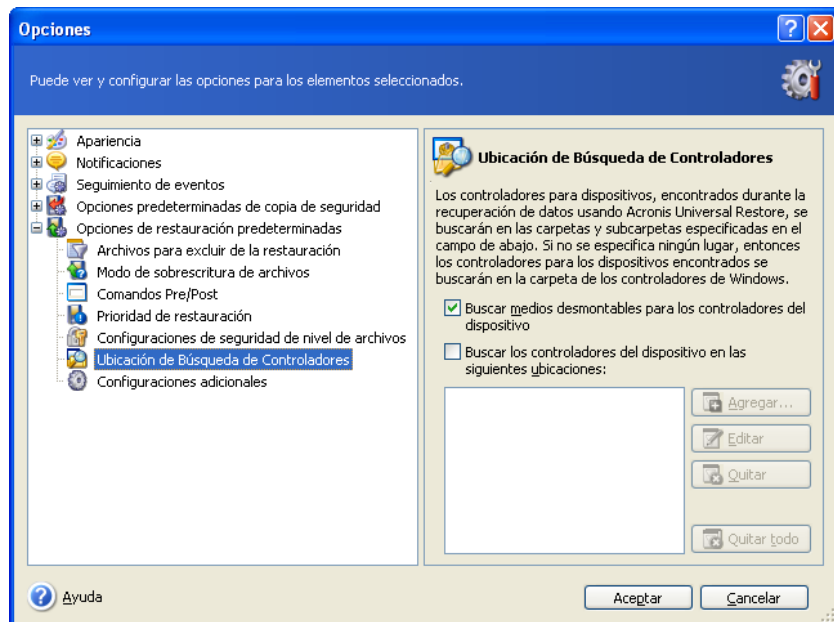 Opciones
Puede ver y configurar las opciones para los elementos seleccionados.
Apariencia
Notificaciones
Seguimiento de eventos
Opciones predeterminadas de copia de seguridad
Opciones de restauración predeterminadas
Archivos para excluir de la restauración
Modo de sobrescritura de archivos
Comandos Pre/Post
Prioridad de restauración
Configuraciones de seguridad de nivel de archivos
Ubicación de Búsqueda de Controladores
Configuraciones adicionales
Ubicación de Búsqueda de Controladores
Los controladores para dispositivos, encontrados durante la
recuperación de datos usando Acronis Universal Restore, se
buscarán en las carpetas y subcarpetas especificadas en el
campo de abajo. Si no se especifica ningún lugar, entonces
los controladores para los dispositivos encontrados se
buscarán en la carpeta de los controladores de Windows.
Buscar medios desmontables para los controladores del
dispositivo
Buscar los controladores del dispositivo en las
siguientes ubicaciones:
Agregar...
Editar
Quitar
Quitar todo
Ayuda
Aceptar
Cancelar